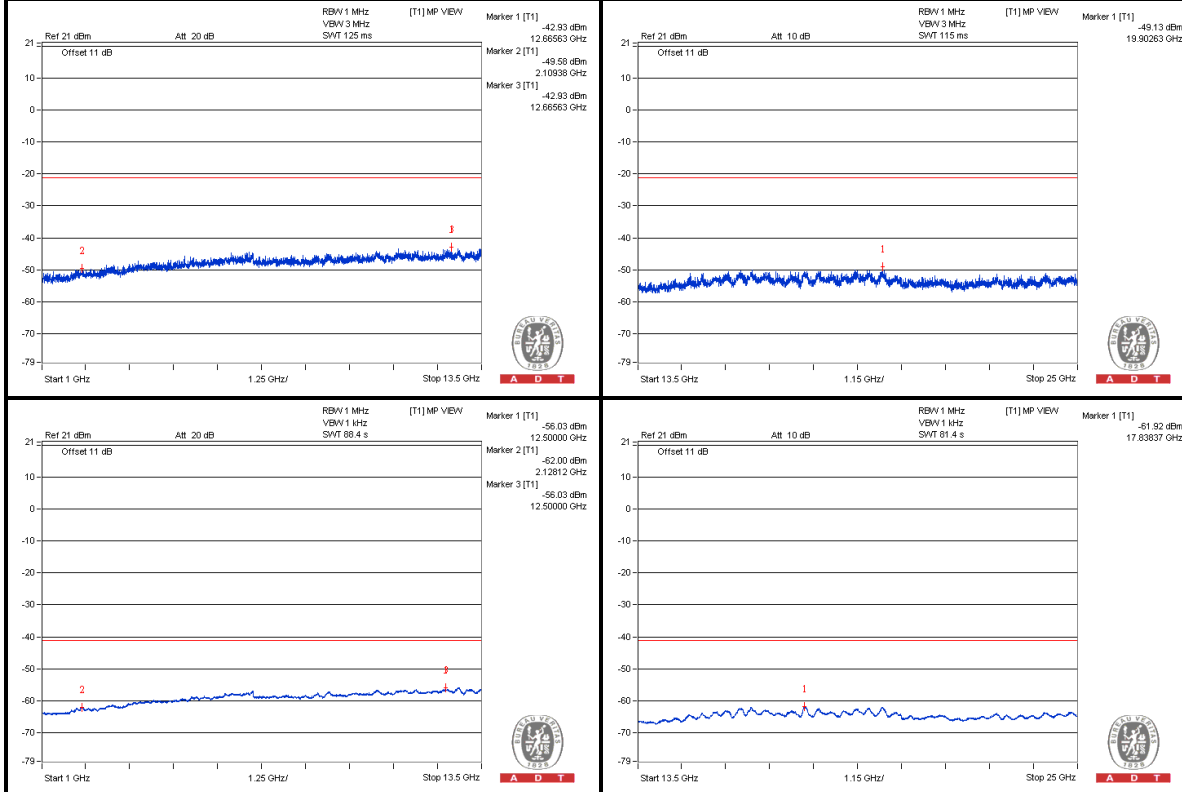 RBW 1 MHz [T1] MP VIEW
VBW 3 MHz
Ref 21 dBm Att 20 dB SWT 125 ms
Marker 1 [T1]
-42.93 dBm
12.66563 GHz
Marker 2 [T1]
-49.58 dBm
2.10938 GHz
Marker 3 [T1]
-42.93 dBm
12.66563 GHz
21
Offset 11 dB
10
0
-10
-20
-30
-40
-50
-60
-70
-79
2
Start 1 GHz 1.25 GHz/ Stop 13.5 GHz
BUREAU VERITAS
1828
A D T
RBW 1 MHz [T1] MP VIEW
VBW 3 MHz
Ref 21 dBm Att 10 dB SWT 115 ms
Marker 1 [T1]
-49.13 dBm
19.90263 GHz
21
Offset 11 dB
10
0
-10
-20
-30
-40
-50
-60
-70
-79
1
Start 13.5 GHz 1.15 GHz/ Stop 25 GHz
BUREAU VERITAS
1828
A D T
RBW 1 MHz [T1] MP VIEW
VBW 1 kHz
Ref 21 dBm Att 20 dB SWT 88.4 s
Marker 1 [T1]
-56.03 dBm
12.50000 GHz
Marker 2 [T1]
-62.00 dBm
2.12812 GHz
Marker 3 [T1]
-56.03 dBm
12.50000 GHz
21
Offset 11 dB
10
0
-10
-20
-30
-40
-50
-60
-70
-79
2
Start 1 GHz 1.25 GHz/ Stop 13.5 GHz
BUREAU VERITAS
1828
A D T
RBW 1 MHz [T1] MP VIEW
VBW 1 kHz
Ref 21 dBm Att 10 dB SWT 81.4 s
Marker 1 [T1]
-61.92 dBm
17.83837 GHz
21
Offset 11 dB
10
0
-10
-20
-30
-40
-50
-60
-70
-79
1
Start 13.5 GHz 1.15 GHz/ Stop 25 GHz
BUREAU VERITAS
1828
A D T